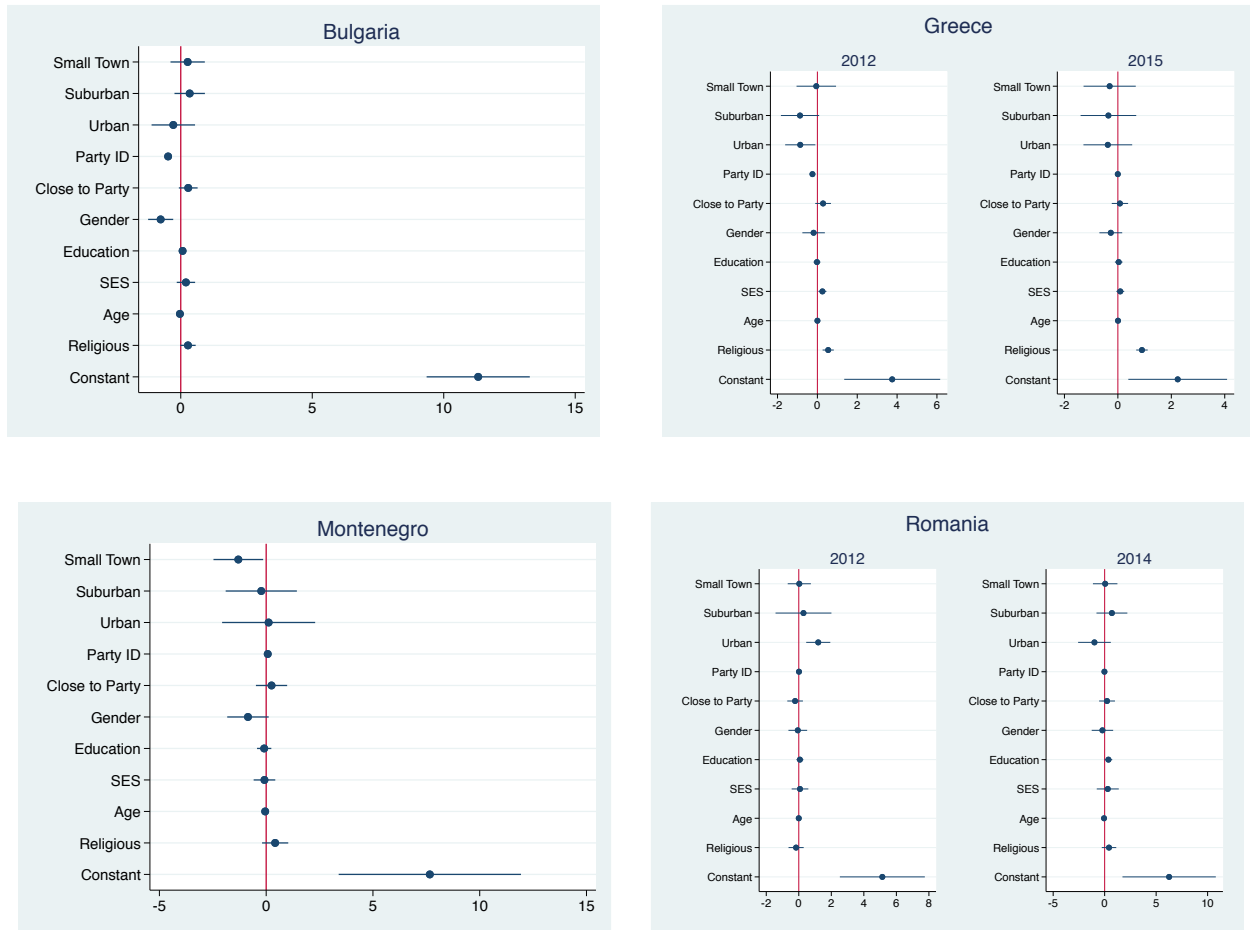 Bulgaria
Small Town
Suburban
Urban
Party ID
Close to Party
Gender
Education
SES
Age
Religious
Constant
0 5 10 15
Greece
2012
Small Town
Suburban
Urban
Party ID
Close to Party
Gender
Education
SES
Age
Religious
Constant
-2 0 2 4 6
2015
Small Town
Suburban
Urban
Party ID
Close to Party
Gender
Education
SES
Age
Religious
Constant
-2 0 2 4
Montenegro
Small Town
Suburban
Urban
Party ID
Close to Party
Gender
Education
SES
Age
Religious
Constant
-5 0 5 10 15
Romania
2012
Small Town
Suburban
Urban
Party ID
Close to Party
Gender
Education
SES
Age
Religious
Constant
-2 0 2 4 6 8
2014
Small Town
Suburban
Urban
Party ID
Close to Party
Gender
Education
SES
Age
Religious
Constant
-5 0 5 10